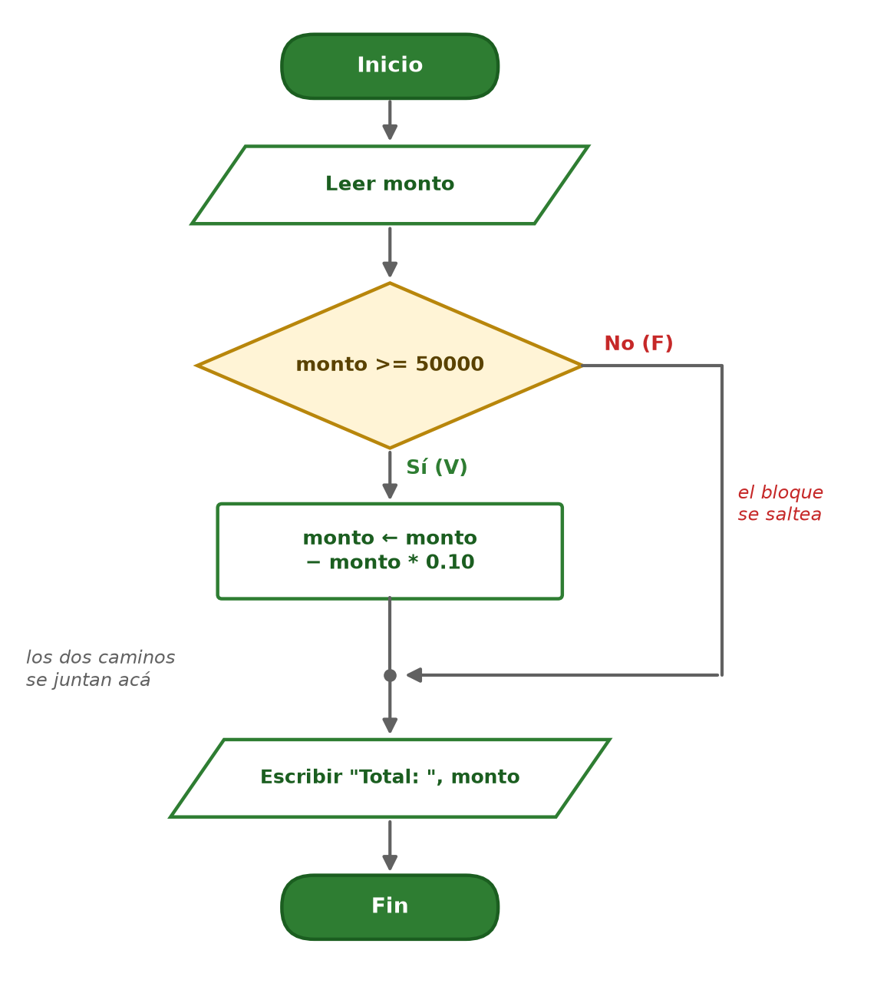 Inicio
Leer monto
monto >= 50000
No (F)
Sí (V)
el bloque
se saltea
monto ← monto
− monto * 0.10
los dos caminos
se juntan acá
Escribir "Total: ", monto
Fin